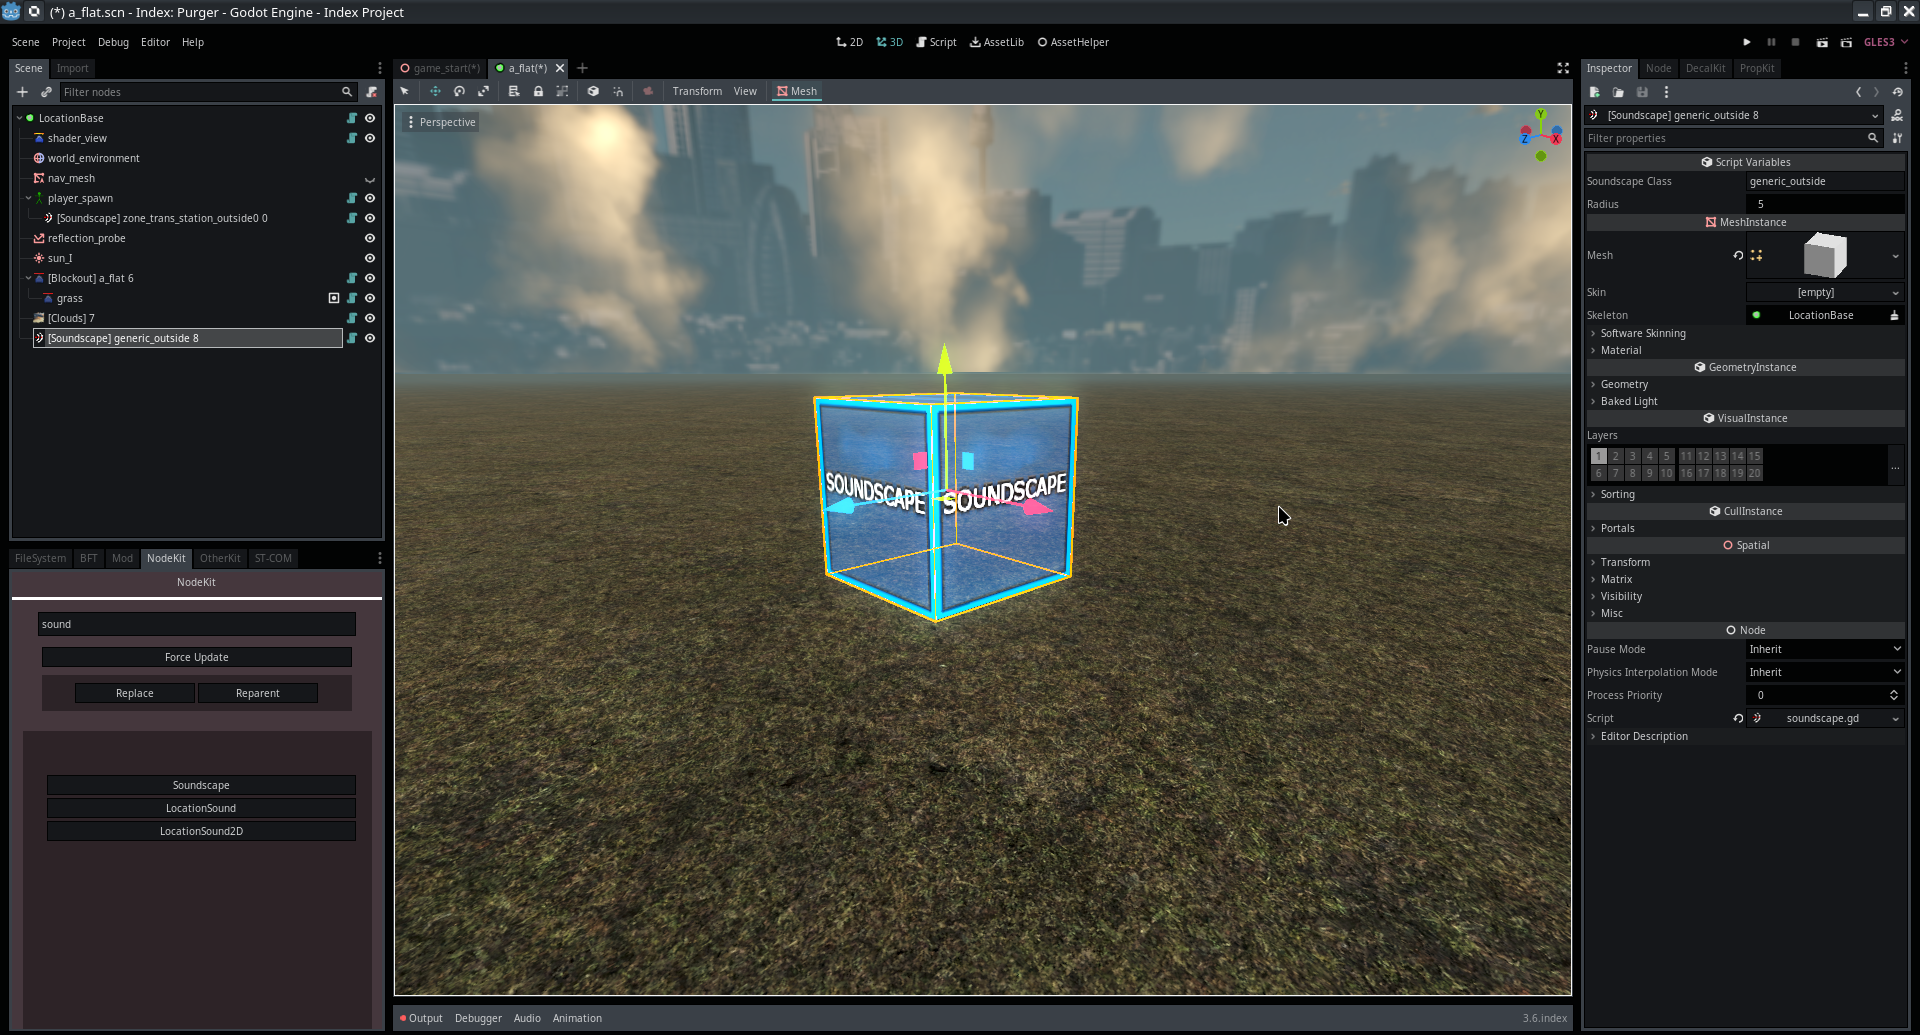 (*) a_flat.scn - Index: Purger - Godot Engine - Index Project
Scene Project Debug Editor Help
2D 3D Script AssetLib AssetHelper
GLES3
Scene Import
Filter nodes
LocationBase
shader_view
world_environment
nav_mesh
player_spawn
[Soundscape] zone_trans_station_outside0 0
reflection_probe
sun_I
[Blockout] a_flat 6
grass
[Clouds] 7
[Soundscape] generic_outside 8
FileSystem BFT Mod NodeKit OtherKit ST-COM
NodeKit
sound
Force Update
Replace Reparent
Soundscape
LocationSound
LocationSound2D
game_start(*) a_flat(*)
Transform View Mesh
Perspective
Y
Z X
SOUNDSCAPE SOUNDSCAPE
Output Debugger Audio Animation 3.6.index
Inspector Node DecalKit PropKit
[Soundscape] generic_outside 8
Filter properties
Script Variables
Soundscape Class generic_outside
Radius 5
MeshInstance
Mesh
Skin [empty]
Skeleton LocationBase
Software Skinning
Material
GeometryInstance
Geometry
Baked Light
VisualInstance
Layers
1 2 3 4 5 11 12 13 14 15
6 7 8 9 10 16 17 18 19 20
...
Sorting
CullInstance
Portals
Spatial
Transform
Matrix
Visibility
Misc
Node
Pause Mode Inherit
Physics Interpolation Mode Inherit
Process Priority 0
Script soundscape.gd
Editor Description